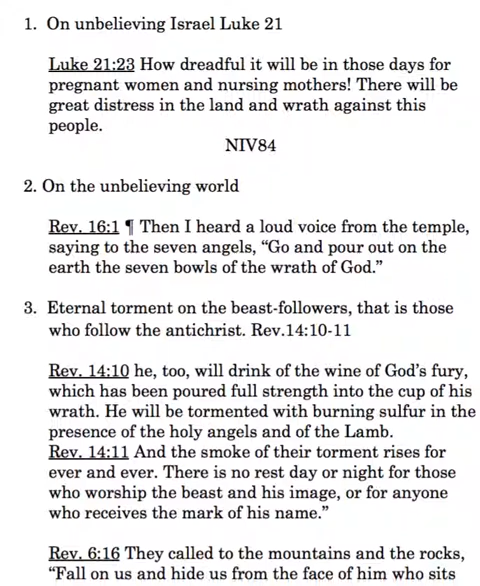 1. On unbelieving Israel Luke 21
Luke 21:23 How dreadful it will be in those days for
pregnant women and nursing mothers! There will be
great distress in the land and wrath against this
people.
NIV84
2. On the unbelieving world
Rev. 16:1 ¶ Then I heard a loud voice from the temple,
saying to the seven angels, “Go and pour out on the
earth the seven bowls of the wrath of God.”
3. Eternal torment on the beast-followers, that is those
who follow the antichrist. Rev.14:10-11
Rev. 14:10 he, too, will drink of the wine of God’s fury,
which has been poured full strength into the cup of his
wrath. He will be tormented with burning sulfur in the
presence of the holy angels and of the Lamb.
Rev. 14:11 And the smoke of their torment rises for
ever and ever. There is no rest day or night for those
who worship the beast and his image, or for anyone
who receives the mark of his name.”
Rev. 6:16 They called to the mountains and the rocks,
“Fall on us and hide us from the face of him who sits